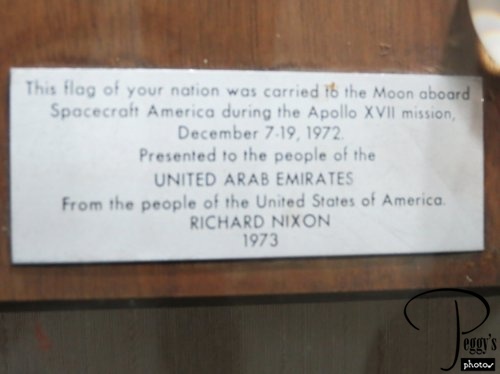 This flag of your nation was carried to the Moon aboard
Spacecraft America during the Apollo XVII mission,
December 7-19, 1972.
Presented to the people of the
UNITED ARAB EMIRATES
From the people of the United States of America.
RICHARD NIXON
1973
Peggy's
photos